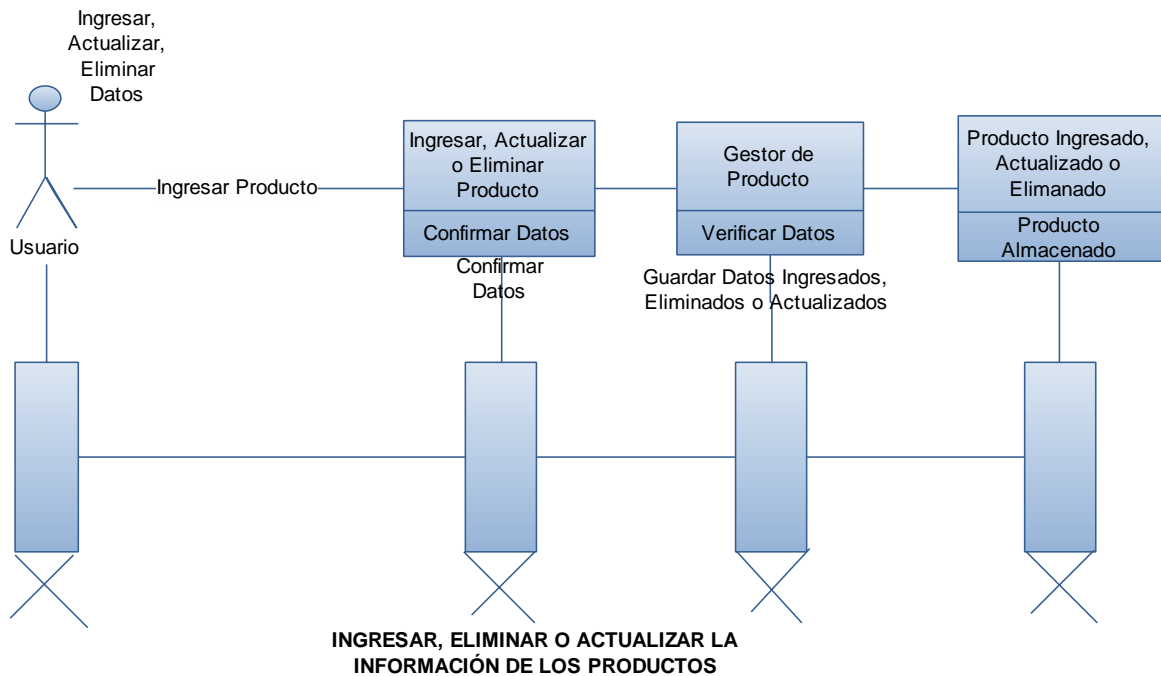 Ingresar,
Actualizar,
Eliminar
Datos
Usuario
Ingresar Producto
Ingresar, Actualizar
o Eliminar
Producto
Confirmar Datos
Confirmar
Datos
Gestor de
Producto
Verificar Datos
Guardar Datos Ingresados,
Eliminados o Actualizados
Producto Ingresado,
Actualizado o
Elimanado
Producto
Almacenado
INGRESAR, ELIMINAR O ACTUALIZAR LA
INFORMACIÓN DE LOS PRODUCTOS